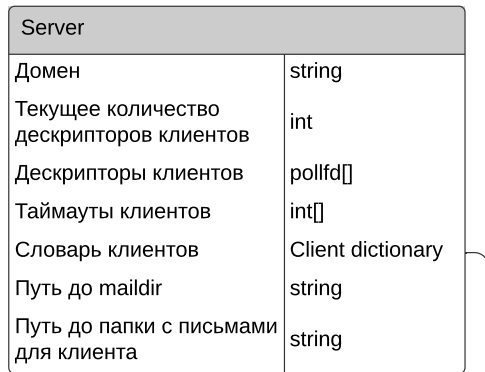 Server
Домен string
Текущее количество
дескрипторов клиентов int
Дескрипторы клиентов pollfd[]
Таймауты клиентов int[]
Словарь клиентов Client dictionary
Путь до maildir string
Путь до папки с письмами
для клиента string